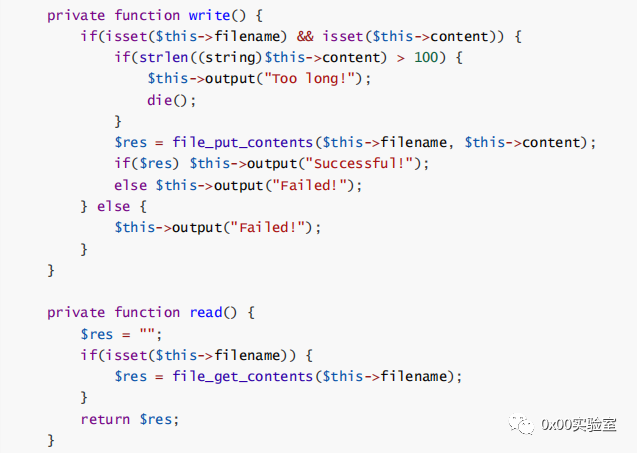 private function write() {
    if(isset($this->filename) && isset($this->content)) {
        if(strlen((string)$this->content) > 100) {
            $this->output("Too long!");
            die();
        }
        $res = file_put_contents($this->filename, $this->content);
        if($res) $this->output("Successful!");
        else $this->output("Failed!");
    } else {
        $this->output("Failed!");
    }
}

private function read() {
    $res = "";
    if(isset($this->filename)) {
        $res = file_get_contents($this->filename);
    }
    return $res;
}
0x00实验室